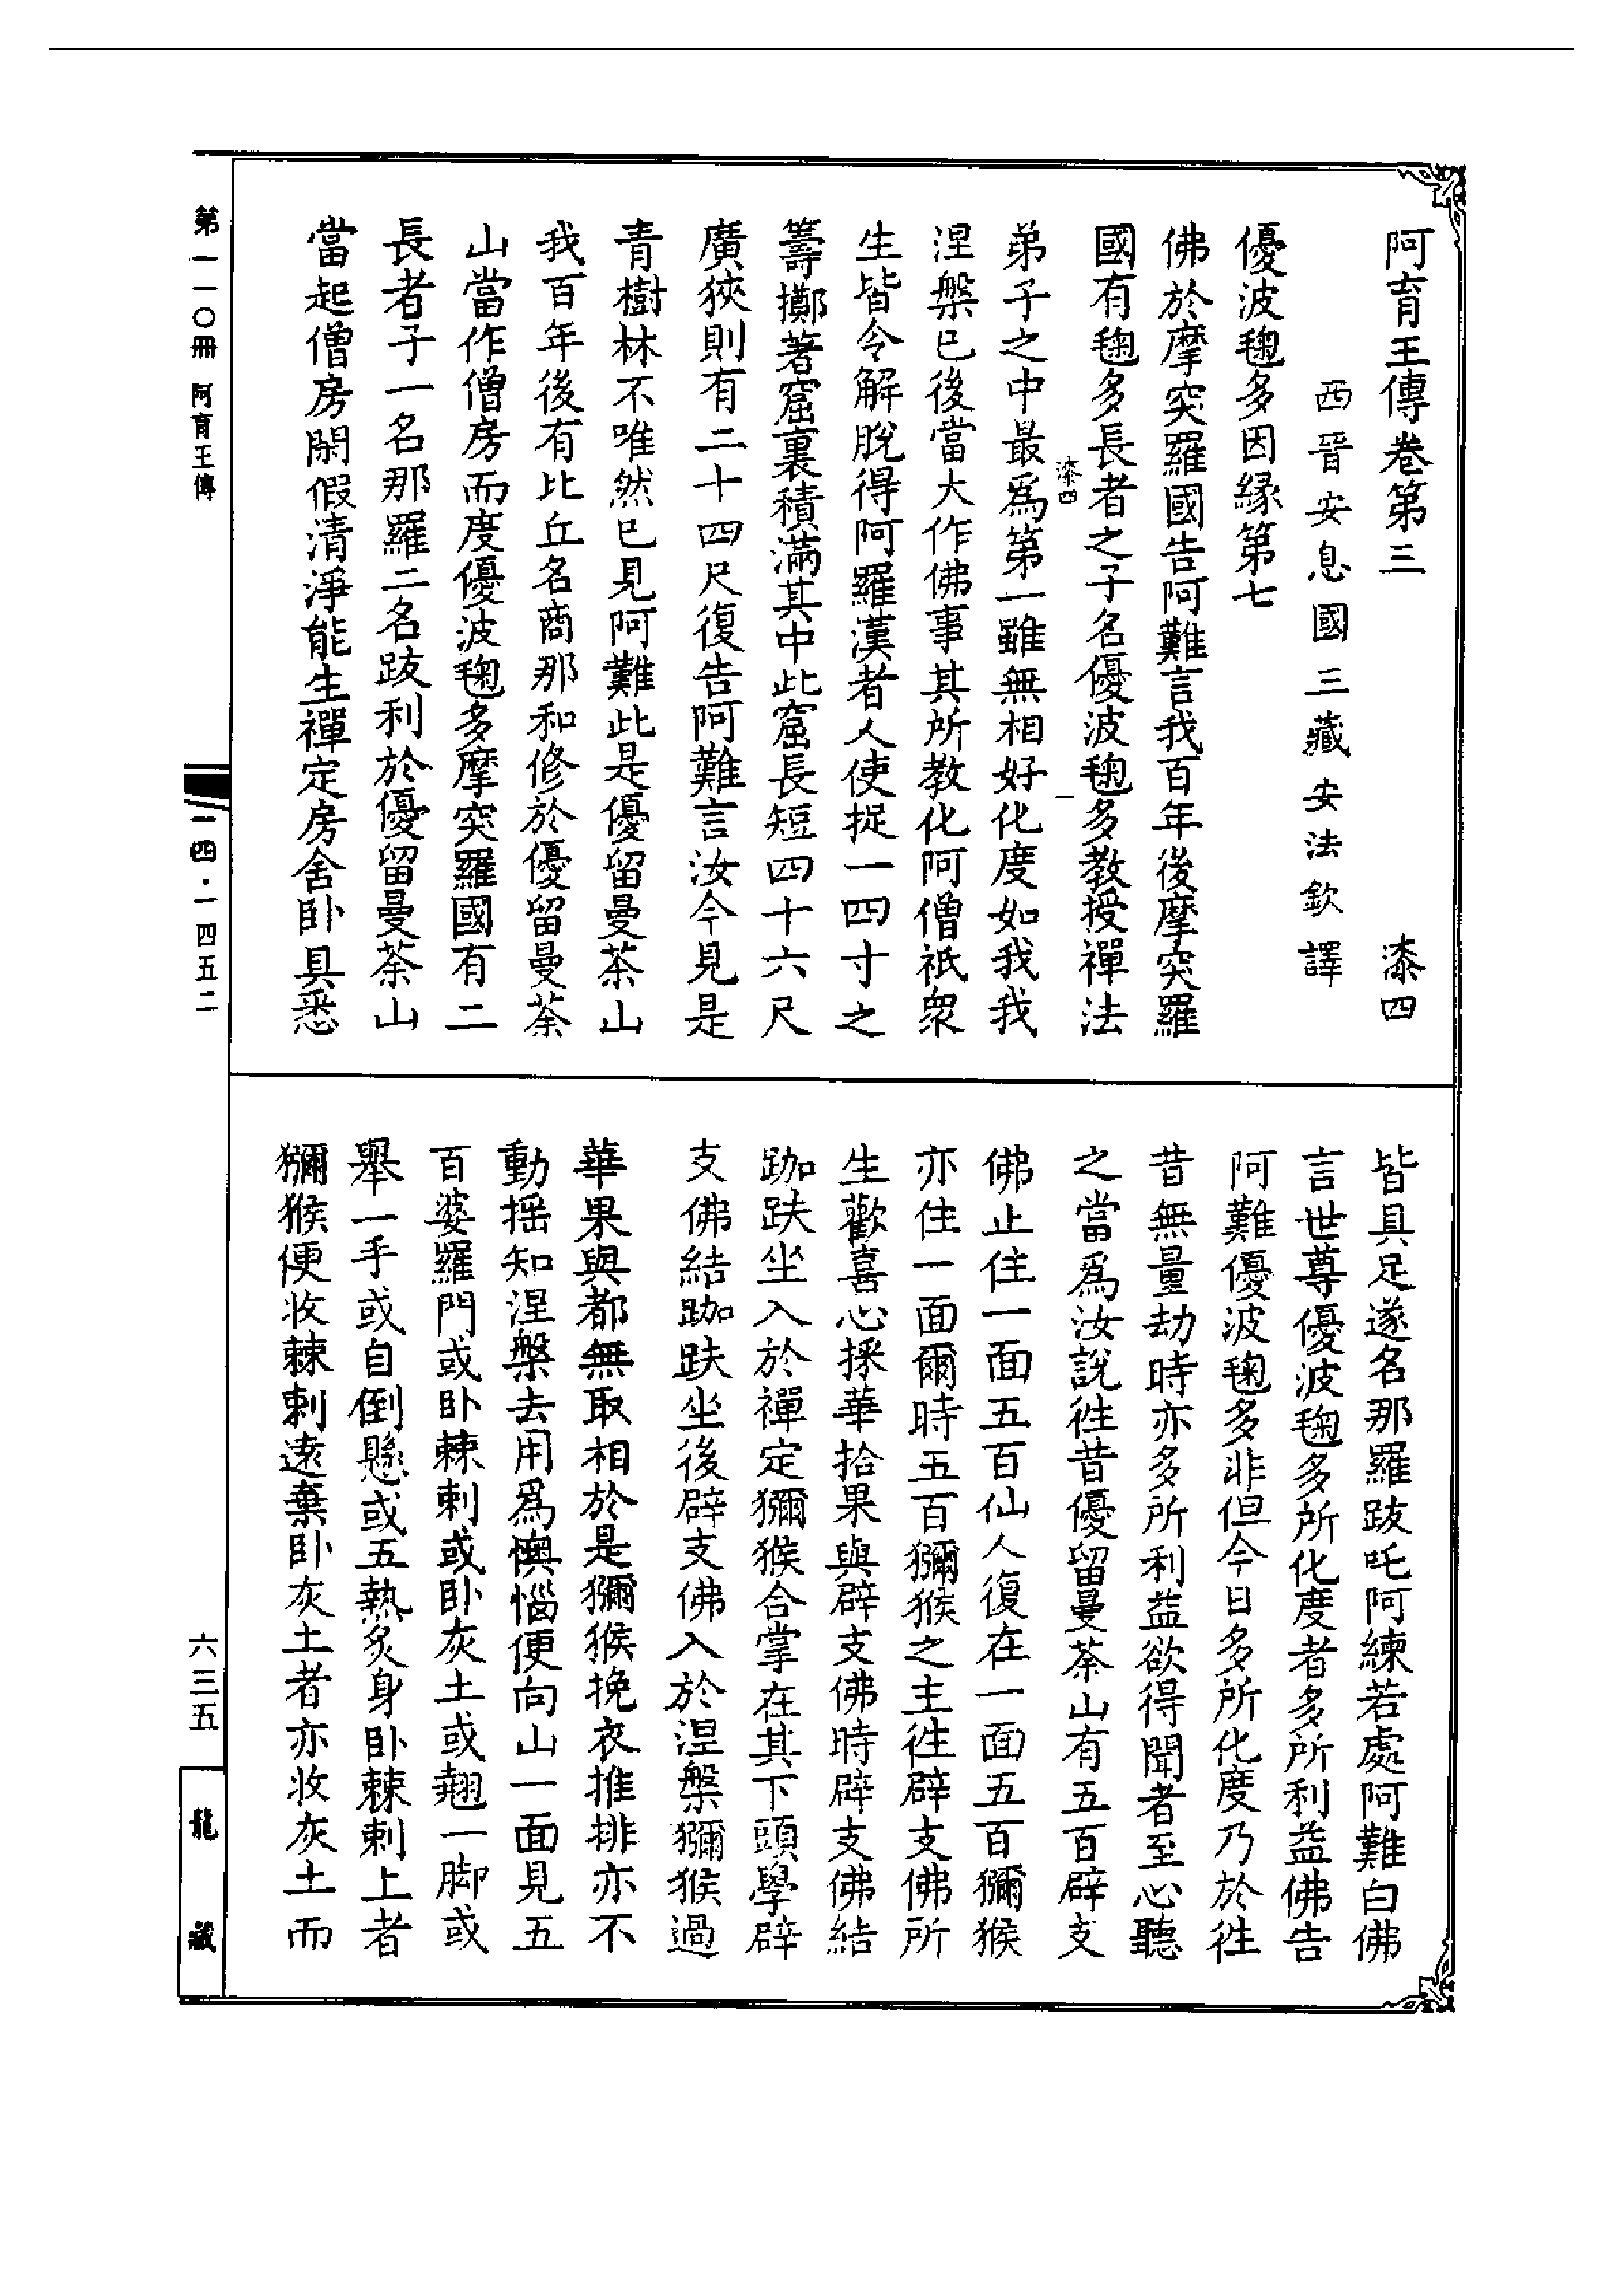 阿育王傳卷第三　漆四
西晉安息國三藏安法欽譯
優波毱多因緣第七
佛於摩突羅國告阿難言我百年後摩突羅
國有毱多長者之子名優波毱多教授禪法
漆四　一
弟子之中最爲第一雖無相好化度如我我
涅槃已後當大作佛事其所教化阿僧祇衆
生皆令解脫得阿羅漢者人使捉一四寸之
籌擲著窟裏積滿其中此窟長短四十六尺
廣狹則有二十四尺復告阿難言汝今見是
青樹林不唯然已見阿難此是優留曼茶山
我百年後有比丘名商那和修於優留曼茶
山當作僧房而度優波毱多摩突羅國有二
長者子一名那羅二名跋利於優留曼茶山
當起僧房閑假清淨能生禪定房舍臥具悉
皆具足遂名那羅跋吒阿練若處阿難白佛
言世尊優波毱多所化度者多所利益佛告
阿難優波毱多非但今日多所化度乃於徃
昔無量劫時亦多所利益欲得聞者至心聽
之當爲汝說徃昔優留曼茶山有五百辟支
佛止住一面五百仙人復在一面五百獼猴
亦住一面爾時五百獼猴之主徃辟支佛所
生歡喜心採華拾果與辟支佛時辟支佛結
跏趺坐入於禪定獼猴合掌在其下頭學辟
支佛結跏趺坐後辟支佛入於涅槃獼猴過
華果與都無取相於是獼猴挽衣推排亦不
動搖知涅槃去用爲懊惱便向山一面見五
百婆羅門或臥棘刺或臥灰土或翹一脚或
舉一手或自倒懸或五熱炙身臥棘刺上者
獼猴便收棘刺遠棄臥灰土者亦收灰土而
第一一〇冊　阿育王傳
一四·一四五二
六三五
龍藏